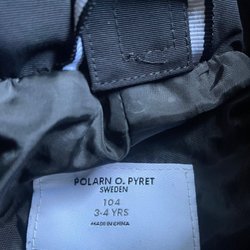 POLARN O. PYRET
SWEDEN
104
3-4 YRS
MADE IN CHINA